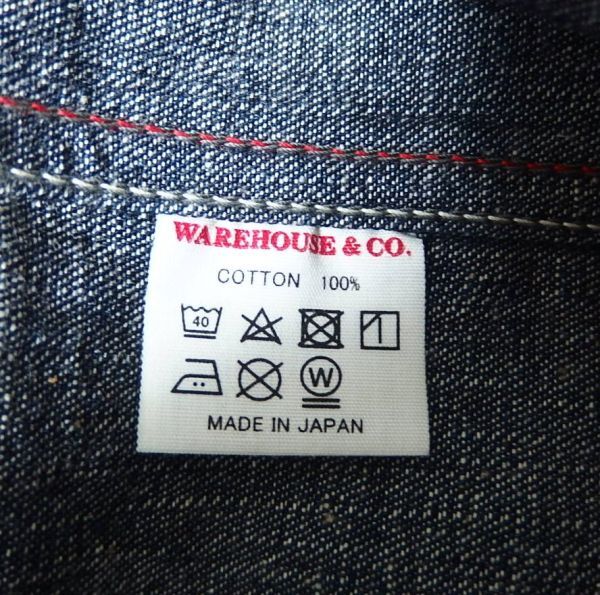 WAREHOUSE & CO.
COTTON 100%
40
W
MADE IN JAPAN